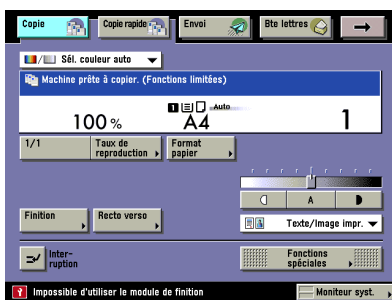 Copie
Copie rapide
Envoi
Bte lettres
Sél. couleur auto
Machine prête à copier. (Fonctions limitées)
1 Auto
100 % A4 1
1/1
Taux de
reproduction
Format
papier
A
Finition
Recto verso
Texte/Image impr.
Inter-
ruption
Fonctions
spéciales
Impossible d'utiliser le module de finition
Moniteur syst.